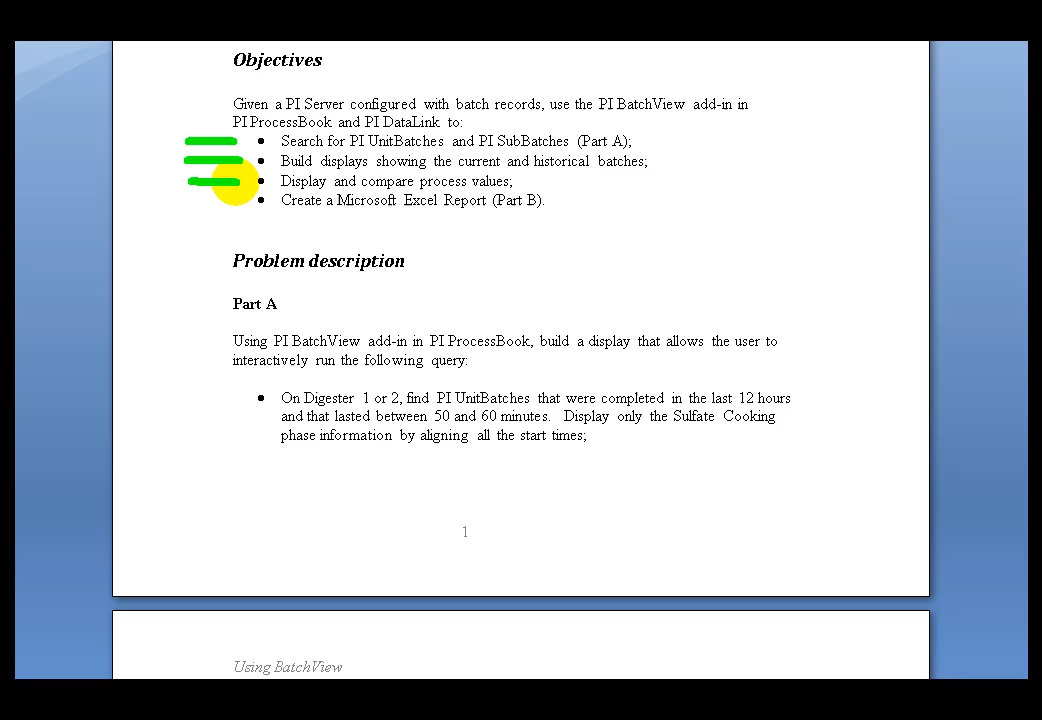 Objectives
Given a PI Server configured with batch records, use the PI BatchView add-in in
PI ProcessBook and PI DataLink to:
• Search for PI UnitBatches and PI SubBatches (Part A);
• Build displays showing the current and historical batches;
• Display and compare process values;
• Create a Microsoft Excel Report (Part B).
Problem description
Part A
Using PI BatchView add-in in PI ProcessBook, build a display that allows the user to
interactively run the following query:
• On Digester 1 or 2, find PI UnitBatches that were completed in the last 12 hours
and that lasted between 50 and 60 minutes. Display only the Sulfate Cooking
phase information by aligning all the start times;
1
Using BatchView